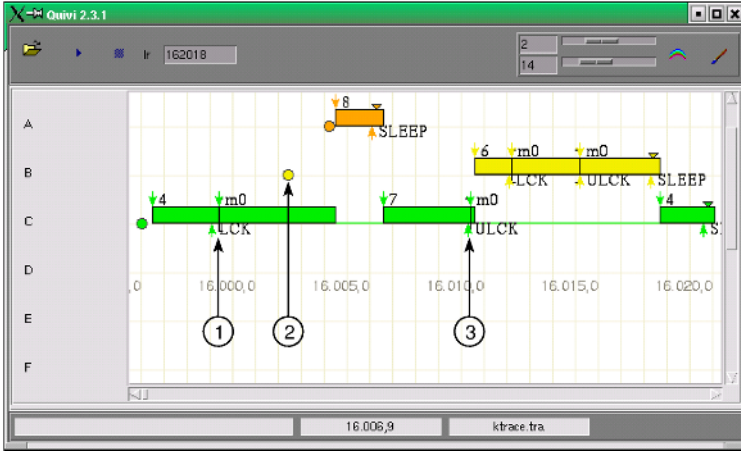 Quivi 2.3.1
Ir 162018
2
14
A
8
SLEEP
B
6 m0 m0
LCK ULCK SLEEP
4 m0 7 m0 4
C
LCK ULCK S
D
,0 16.000,0 16.005,0 16.010,0 16.015,0 16.020,0
E
1 2 3
F
16.006,9 ktrace.tra